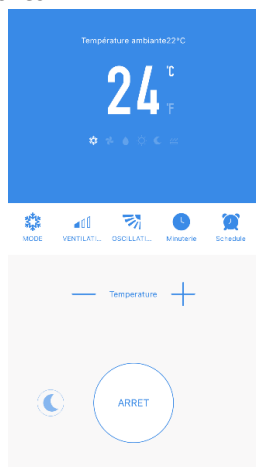 Température ambiante22°C
24 °C
°F
MODE VENTILATI... OSCILLATI... Minuterie Schedule
Temperature
ARRET